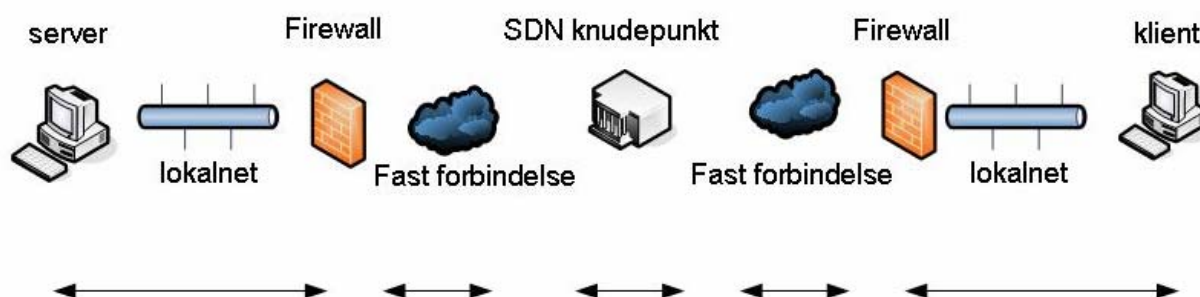 server
Firewall
SDN knudepunkt
Firewall
klient
lokalnet
Fast forbindelse
Fast forbindelse
lokalnet